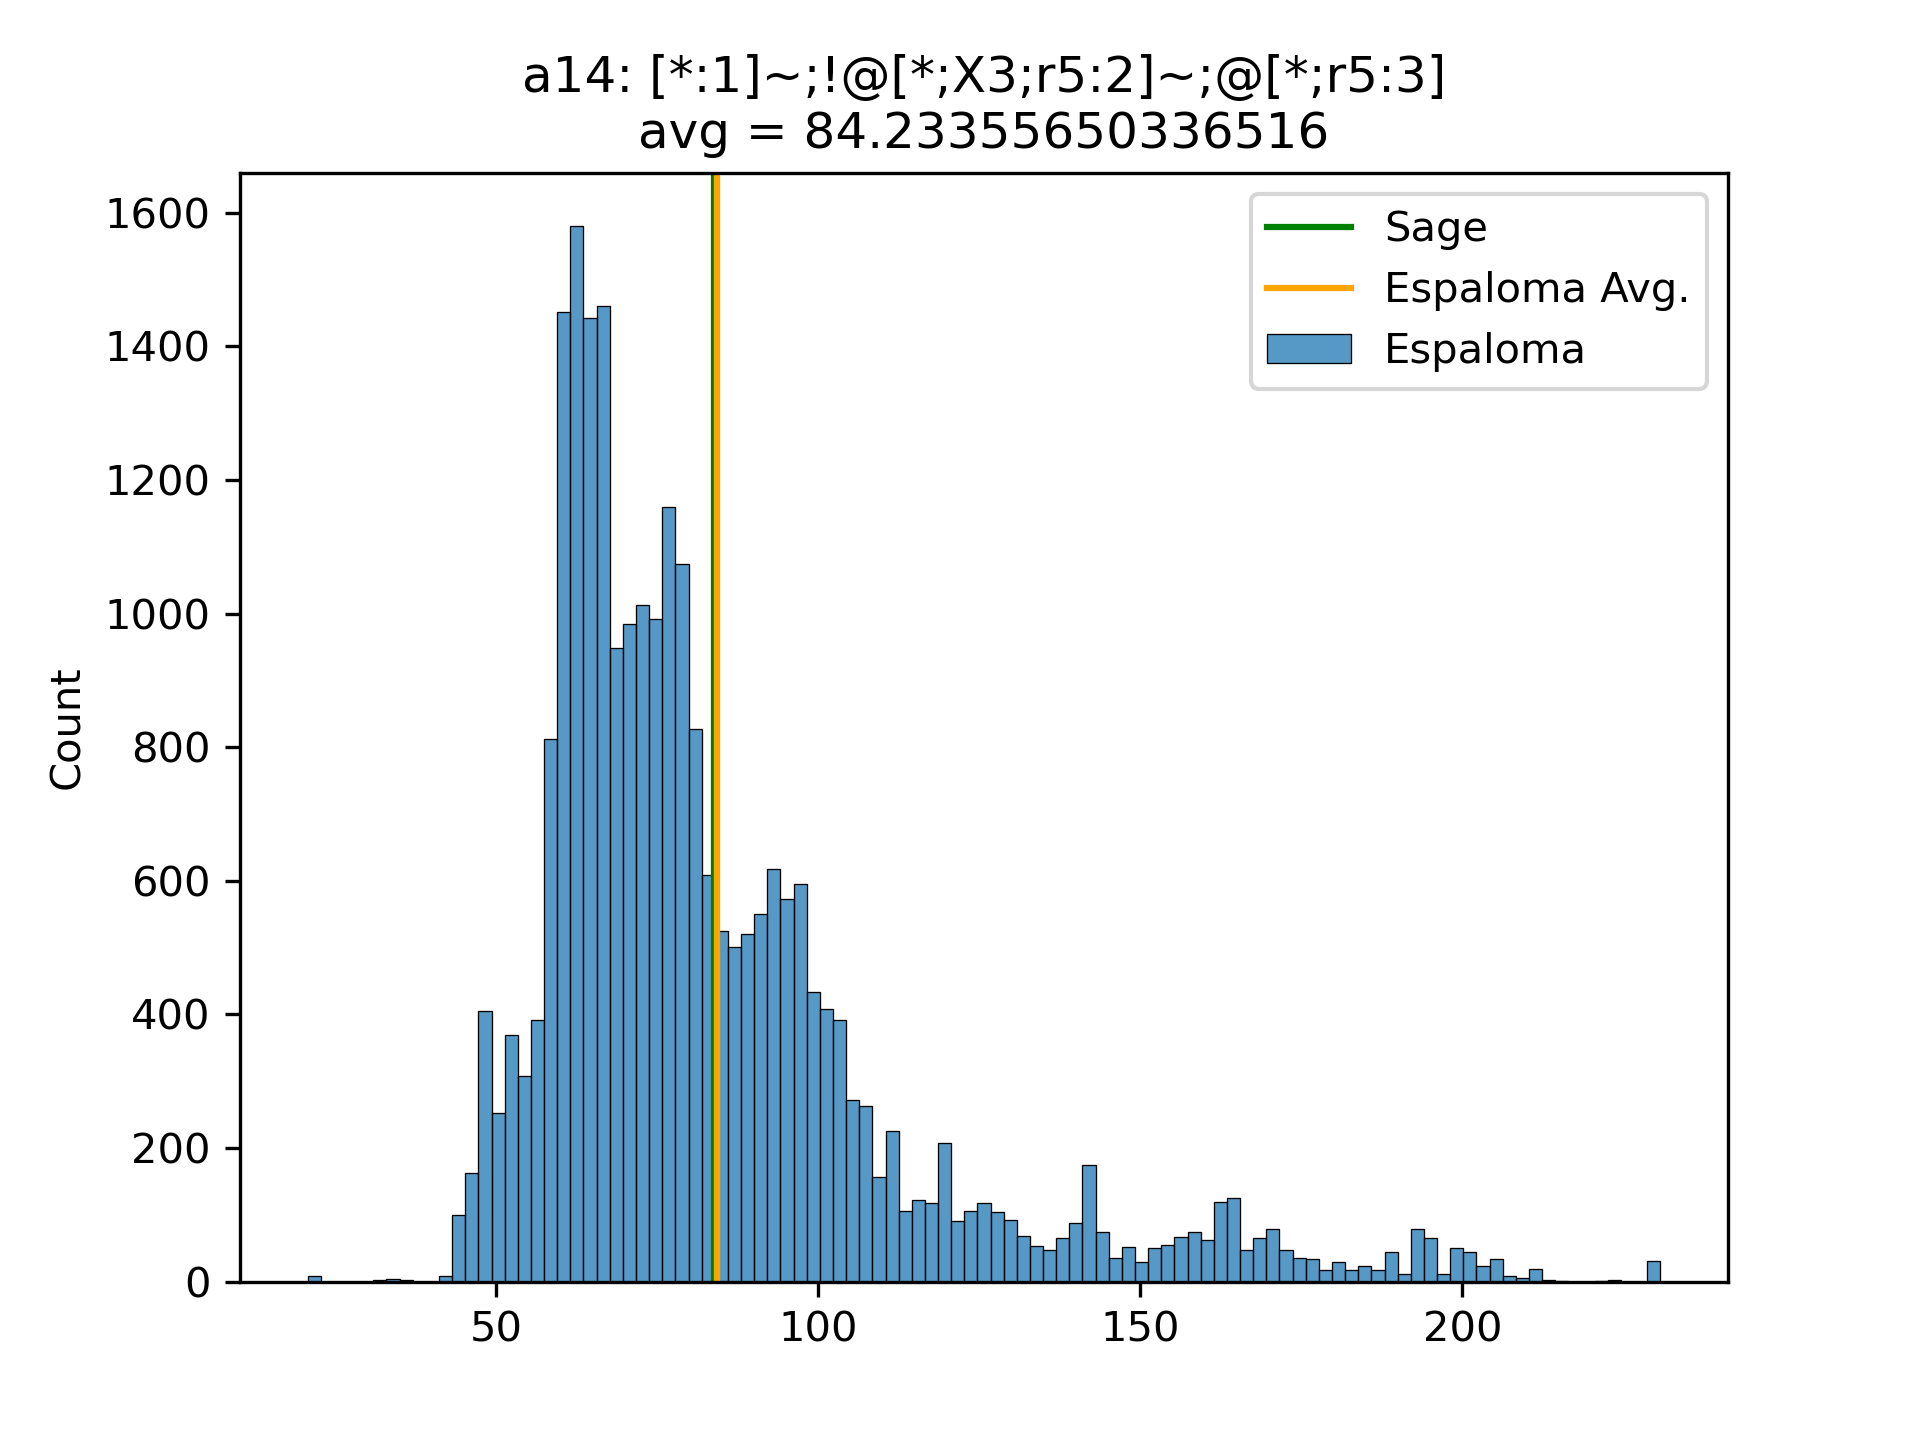 a14: [*:1]~;!@[*;X3;r5:2]~;@[*;r5:3]
avg = 84.23355650336516
Sage
Espaloma Avg.
Espaloma
Count
1600
1400
1200
1000
800
600
400
200
0
50
100
150
200